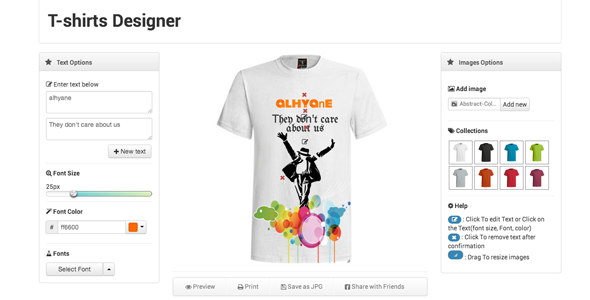 T-shirts Designer
Text Options
Enter text below
alhyane
They don't care about us
New text
Font Size
25px
Font Color
# ff6600
Fonts
Select Font
ALHYAnE
They don't care
about us
Preview
Print
Save as JPG
Share with Friends
Images Options
Add image
Abstract-Col...
Add new
Collections
Help
: Click To edit Text or Click on
the Text(font size, Font, color)
: Click To remove text after
confirmation
: Drag To resize images